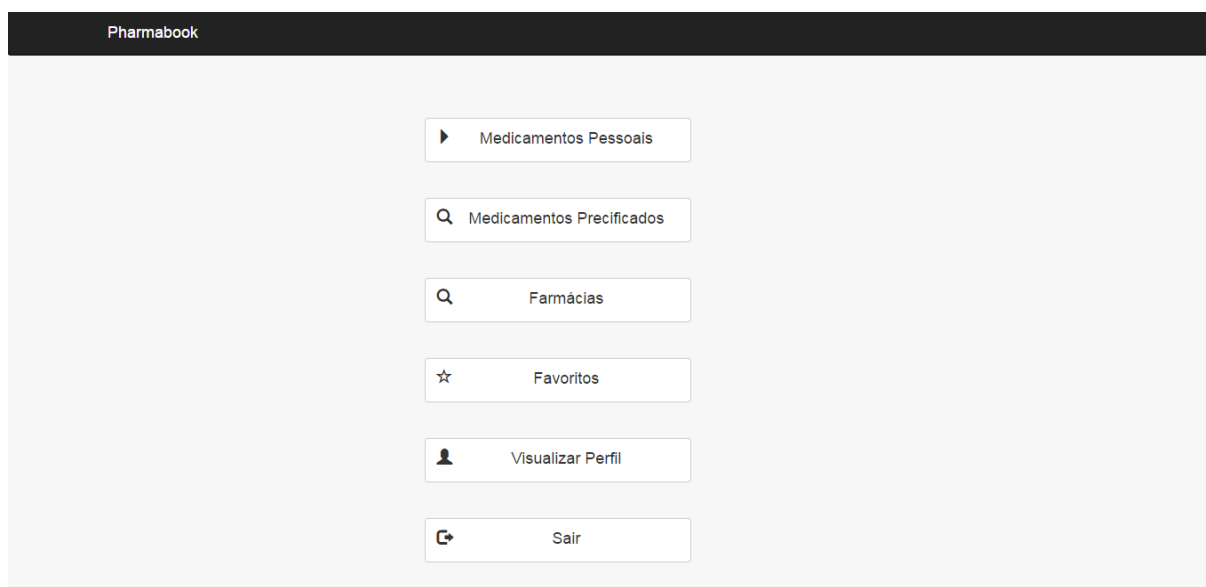 Pharmabook
Medicamentos Pessoais
Medicamentos Precificados
Farmácias
Favoritos
Visualizar Perfil
Sair